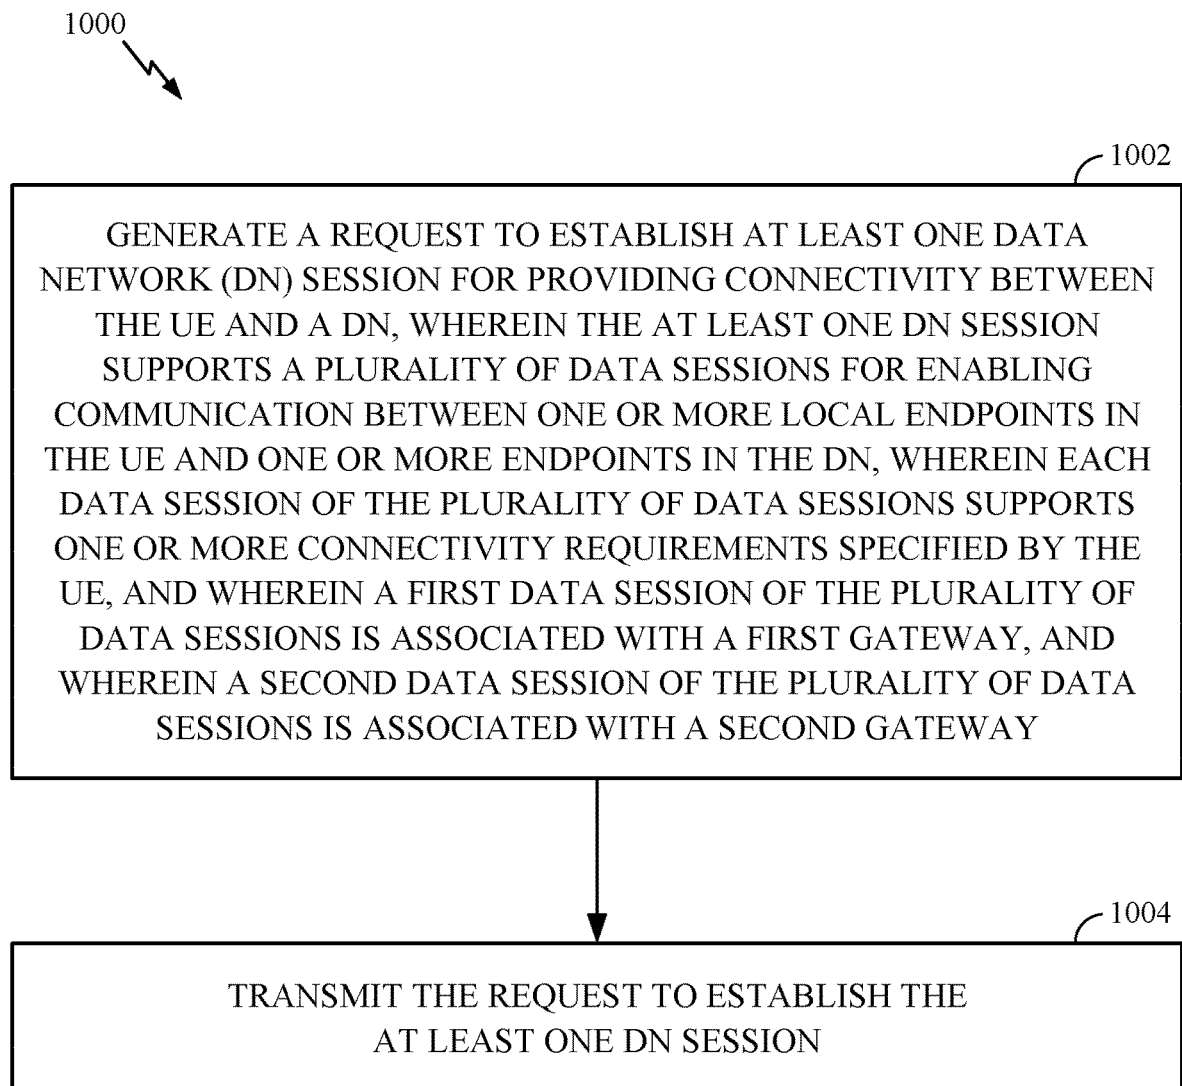 1000
1002
GENERATE A REQUEST TO ESTABLISH AT LEAST ONE DATA
NETWORK (DN) SESSION FOR PROVIDING CONNECTIVITY BETWEEN
THE UE AND A DN, WHEREIN THE AT LEAST ONE DN SESSION
SUPPORTS A PLURALITY OF DATA SESSIONS FOR ENABLING
COMMUNICATION BETWEEN ONE OR MORE LOCAL ENDPOINTS IN
THE UE AND ONE OR MORE ENDPOINTS IN THE DN, WHEREIN EACH
DATA SESSION OF THE PLURALITY OF DATA SESSIONS SUPPORTS
ONE OR MORE CONNECTIVITY REQUIREMENTS SPECIFIED BY THE
UE, AND WHEREIN A FIRST DATA SESSION OF THE PLURALITY OF
DATA SESSIONS IS ASSOCIATED WITH A FIRST GATEWAY, AND
WHEREIN A SECOND DATA SESSION OF THE PLURALITY OF DATA
SESSIONS IS ASSOCIATED WITH A SECOND GATEWAY
1004
TRANSMIT THE REQUEST TO ESTABLISH THE
AT LEAST ONE DN SESSION